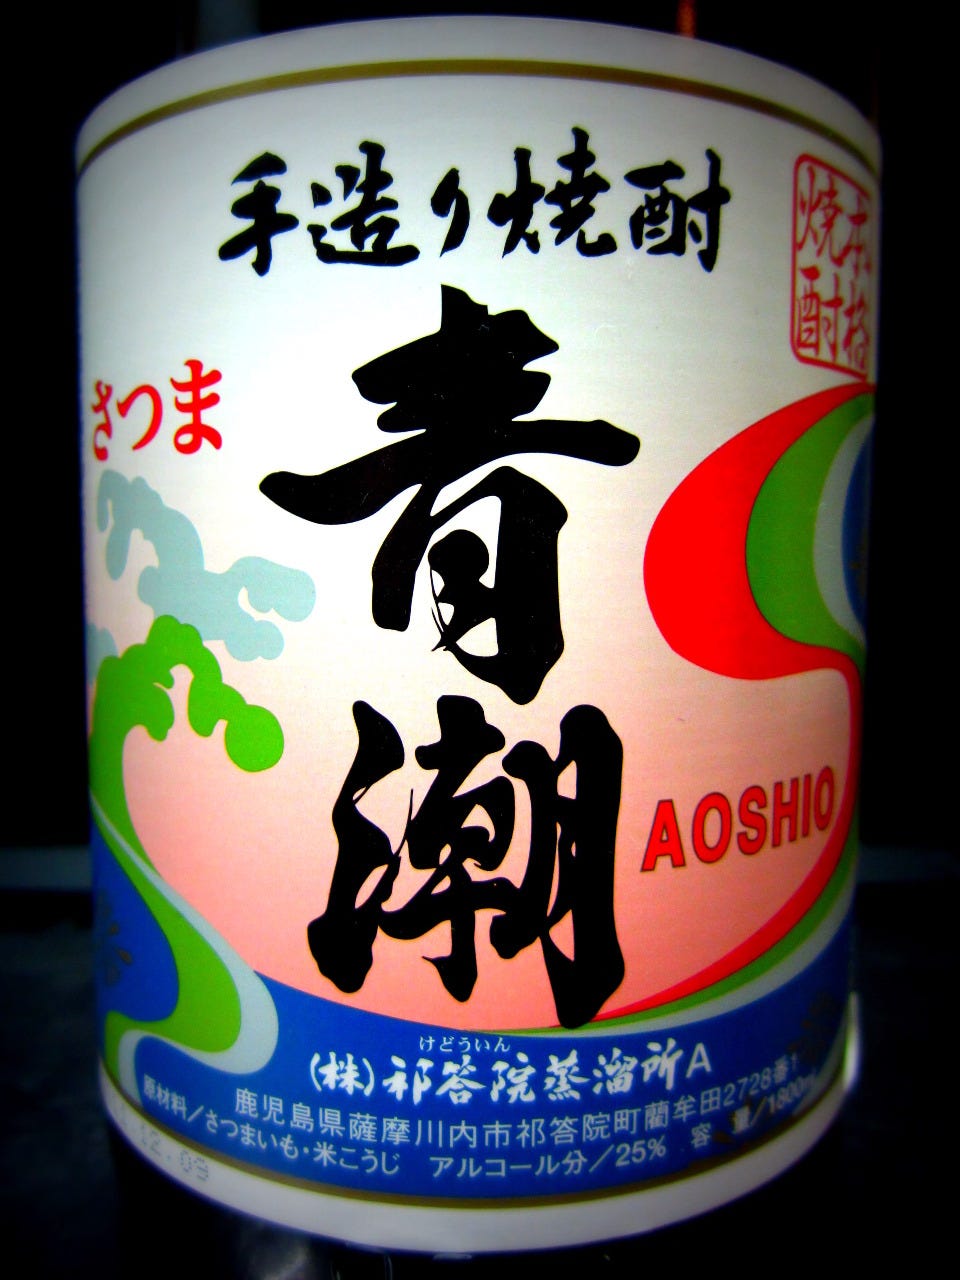 手造り焼酎
本格
焼酎
さつま
青潮
AOSHIO
けどういん
(株)祁答院蒸溜所A
鹿児島県薩摩川内市祁答院町藺牟田2728番1
原材料/さつまいも・米こうじ アルコール分/25% 容量/1800ml
12.09